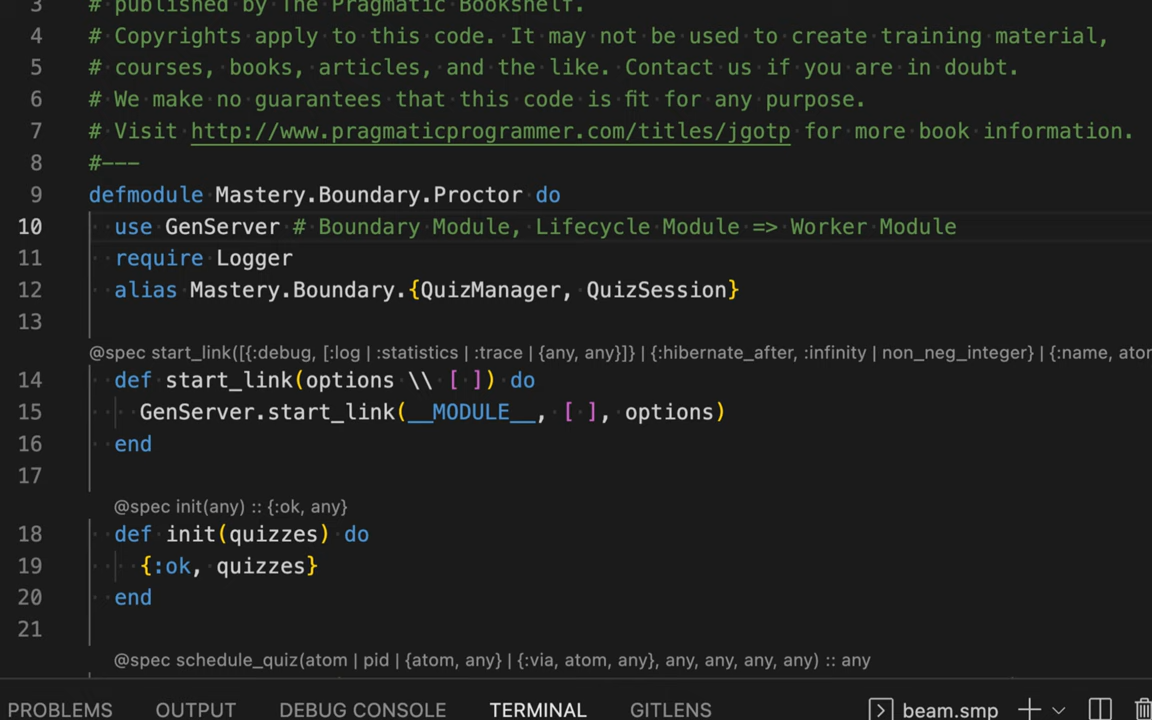 3 # published by The Pragmatic Bookshelf.
4 # Copyrights apply to this code. It may not be used to create training material,
5 # courses, books, articles, and the like. Contact us if you are in doubt.
6 # We make no guarantees that this code is fit for any purpose.
7 # Visit http://www.pragmaticprogrammer.com/titles/jgotp for more book information.
8 #---
9 defmodule Mastery.Boundary.Proctor do
10 use GenServer # Boundary Module, Lifecycle Module => Worker Module
11 require Logger
12 alias Mastery.Boundary.{QuizManager, QuizSession}
13
@spec start_link([{:debug, [:log | :statistics | :trace | {any, any}]} | {:hibernate_after, :infinity | non_neg_integer} | {:name, ator
14 def start_link(options \\ [ ]) do
15 GenServer.start_link(__MODULE__, [ ], options)
16 end
17
@spec init(any) :: {:ok, any}
18 def init(quizzes) do
19 {:ok, quizzes}
20 end
21
@spec schedule_quiz(atom | pid | {atom, any} | {:via, atom, any}, any, any, any, any) :: any
PROBLEMS OUTPUT DEBUG CONSOLE TERMINAL GITLENS beam.smp